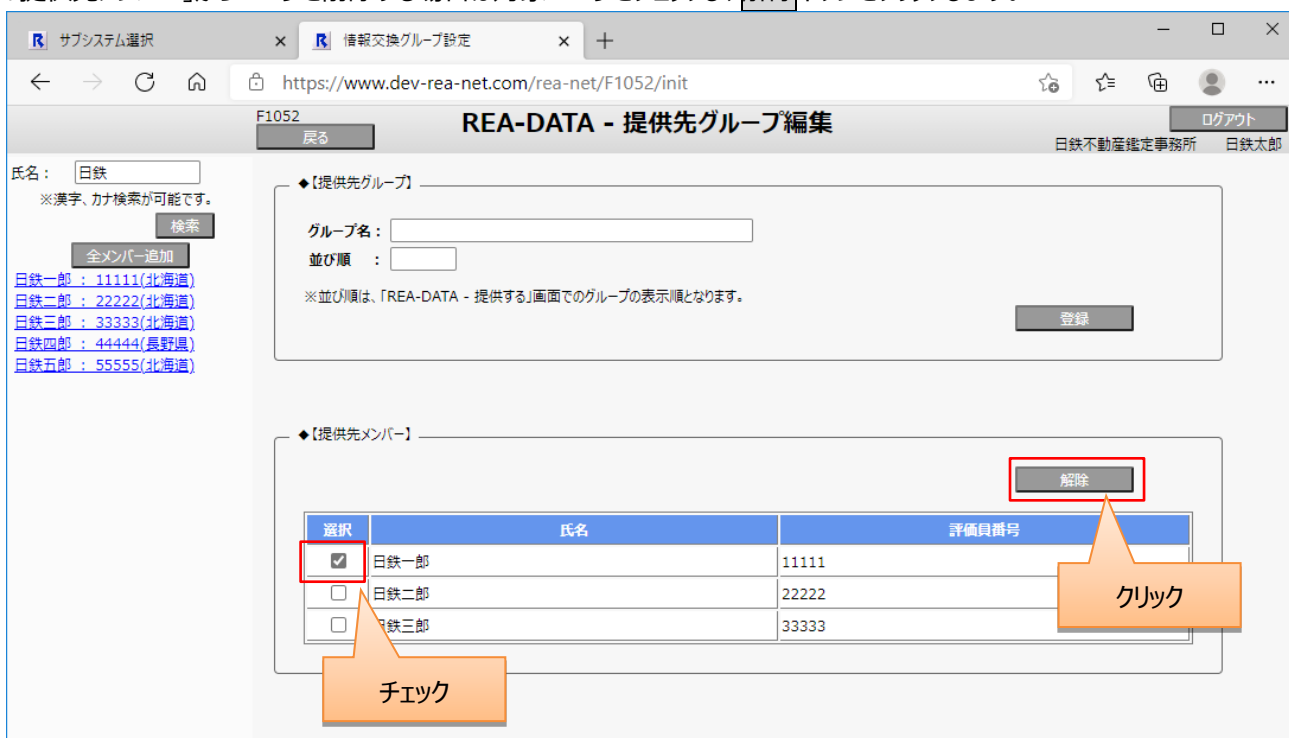 サブシステム選択
情報交換グループ設定
https://www.dev-rea-net.com/rea-net/F1052/init
F1052
戻る
REA-DATA - 提供先グループ編集
ログアウト
日鉄不動産鑑定事務所 日鉄太郎
氏名： 日鉄
※漢字、カナ検索が可能です。
検索
全メンバー追加
日鉄一郎 ： 11111(北海道)
日鉄二郎 ： 22222(北海道)
日鉄三郎 ： 33333(北海道)
日鉄四郎 ： 44444(長野県)
日鉄五郎 ： 55555(北海道)
◆【提供先グループ】
グループ名：
並び順 ：
※並び順は、「REA-DATA - 提供する」画面でのグループの表示順となります。
登録
◆【提供先メンバー】
解除
選択 氏名 評価員番号
日鉄一郎 11111
日鉄二郎 22222
日鉄三郎 33333
クリック
チェック